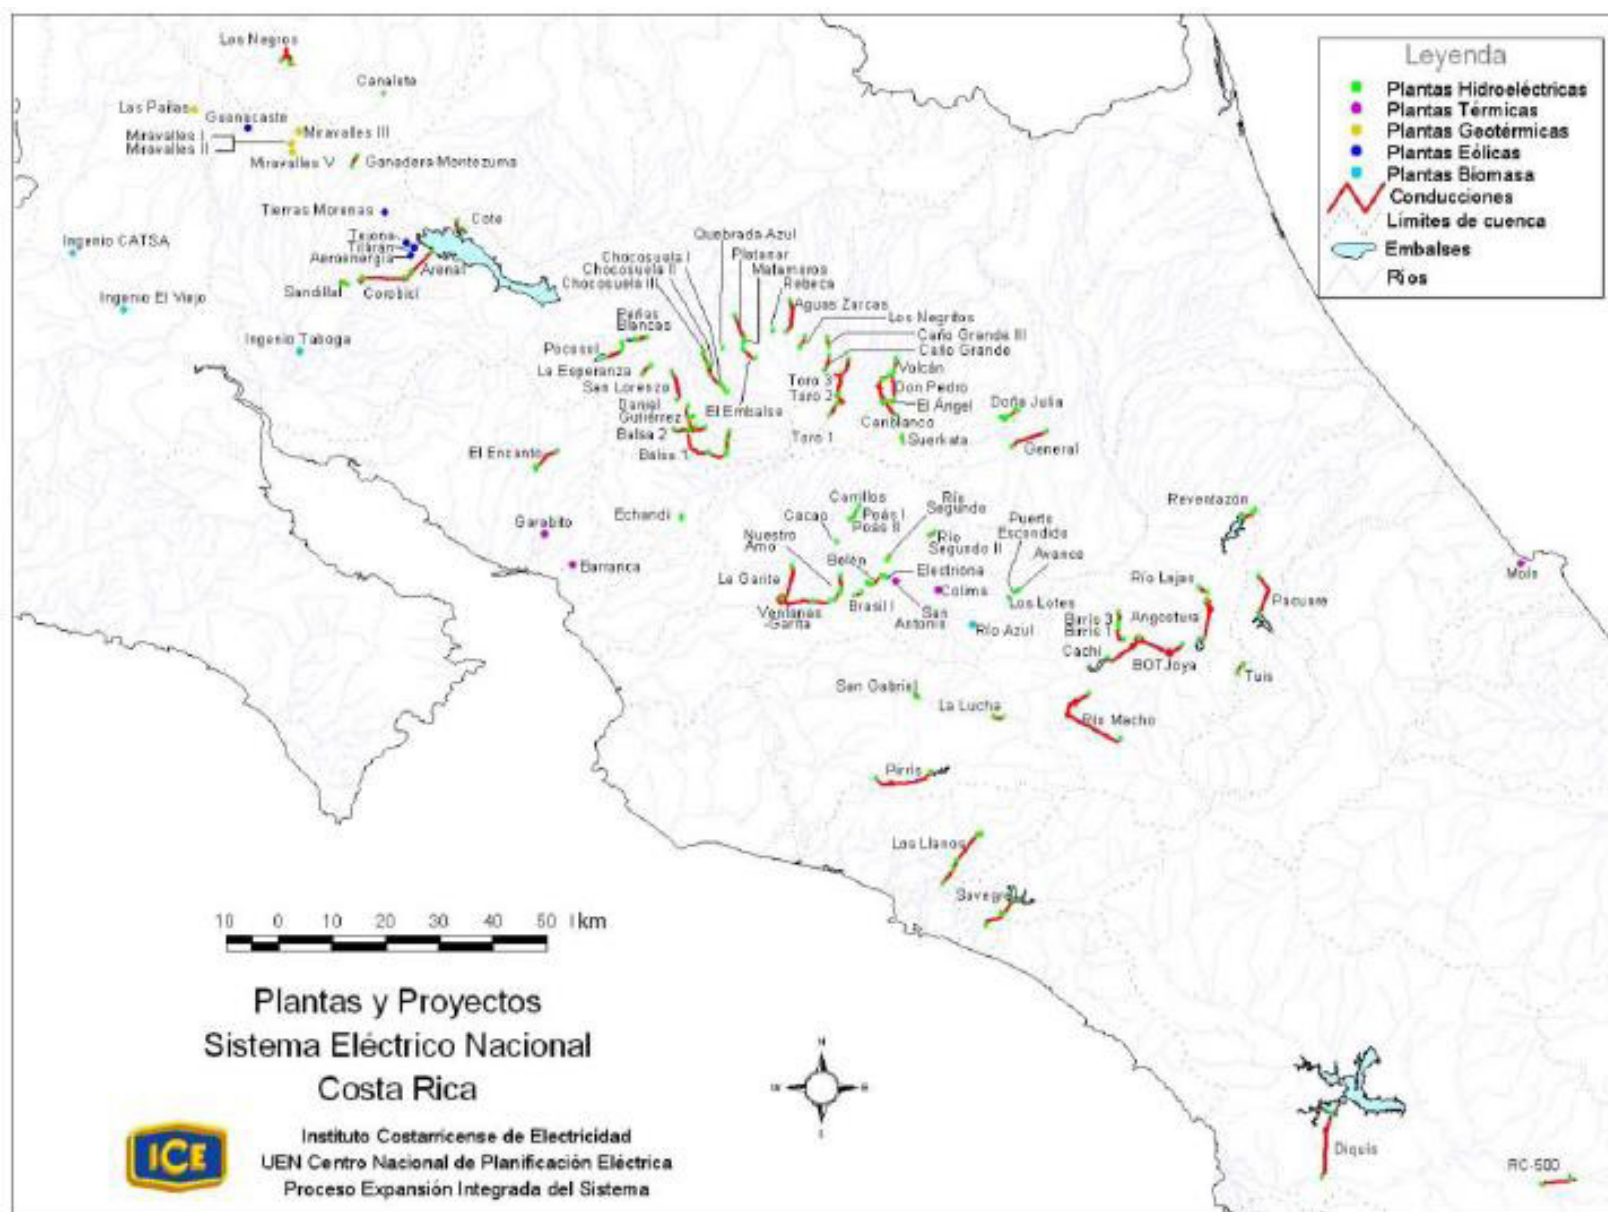 Los Negros
Canalete
Las Pailas
Guanacaste
Miravalles I
Miravalles II
Miravalles III
Miravalles V
Ganadera Montezuma
Tierras Morenas
Cote
Tejona
Tilarán
Aeroenergía
Arenal
Sandillal
Corobicí
Ingenio CATSA
Ingenio El Viejo
Ingenio Taboga
Quebrada Azul
Platanar
Matamoros
Rebeca
Chocosuela I
Chocosuela II
Chocosuela III
Aguas Zarcas
Los Negritos
Caño Grande III
Caño Grande
Peñas
Blancas
Pocosol
La Esperanza
San Lorenzo
Daniel
Gutiérrez
El Embalse
Balsa 2
Balsa 1
Toro 3
Toro 2
Toro 1
Volcán
Don Pedro
El Ángel
Cariblanco
Suerkata
Doña Julia
General
El Encanto
Garabito
Barranca
Echandi
Carrillos
Poás I
Poás II
Cacao
Río
Segundo
Río
Segundo II
Puerto
Escondido
Avance
Nuestro
Amo
Belén
Electriona
La Garita
Ventanas
-Garita
Brasil I
San
Antonio
Colima
Los Lotes
Río Azul
Reventazón
Río Lajas
Pacuare
Moín
Birrís 3
Birrís 1
Angostura
Cachí
BOTJoya
Tuis
San Gabriel
La Lucha
Río Macho
Pirrís
Los Llanos
Savegre
Diquís
RC-500
Leyenda
Plantas Hidroeléctricas
Plantas Térmicas
Plantas Geotérmicas
Plantas Eólicas
Plantas Biomasa
Conducciones
Límites de cuenca
Embalses
Ríos
10 0 10 20 30 40 50 km
Plantas y Proyectos
Sistema Eléctrico Nacional
Costa Rica
N
W E
S
ICE
Instituto Costarricense de Electricidad
UEN Centro Nacional de Planificación Eléctrica
Proceso Expansión Integrada del Sistema